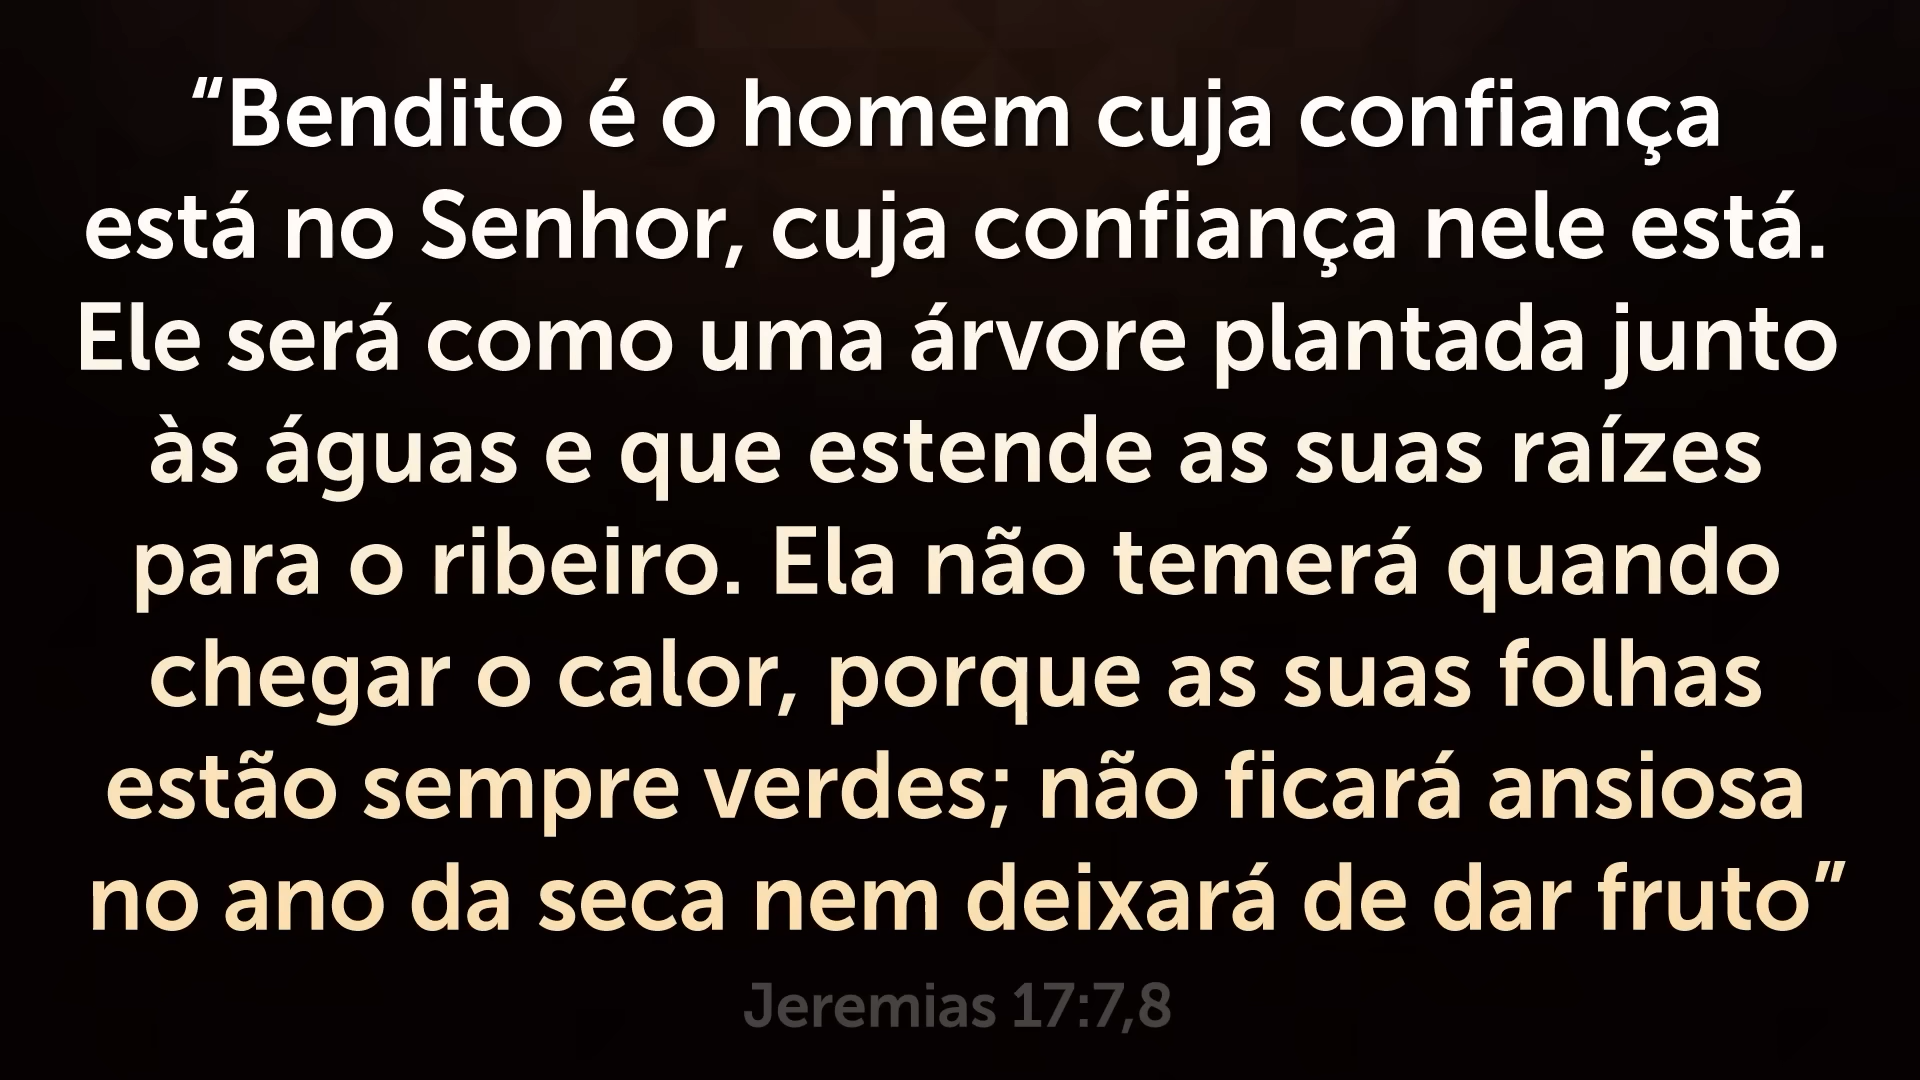 “Bendito é o homem cuja confiança
está no Senhor, cuja confiança nele está.
Ele será como uma árvore plantada junto
às águas e que estende as suas raízes
para o ribeiro. Ela não temerá quando
chegar o calor, porque as suas folhas
estão sempre verdes; não ficará ansiosa
no ano da seca nem deixará de dar fruto”
Jeremias 17:7,8